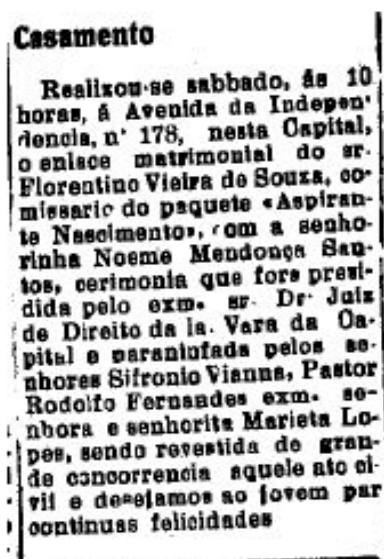 Casamento
Realizou-se sabbado, ás 10
horas, á Avenida da Indepen-
dencia, n· 178, nesta Capital,
o enlace matrimonial do sr.
Florentino Vieira de Souza, co-
missario do paquete «Aspiran-
te Nascimento», com a senho-
rinha Noeme Mendonça San-
tos, cerimonia que fora presi-
dida pelo exm. sr. Dr. Juiz
de Direito da 1a. Vara da Ca-
pital e paraninfada pelos se-
nhores Sifronio Vianna, Pastor
Rodolfo Fernandes exm. se-
nhora e senhorita Marieta Lo-
pes, sendo revestida de gran-
de concorrencia aquele ato ci-
vil e desejamos ao jovem par
continuas felicidades